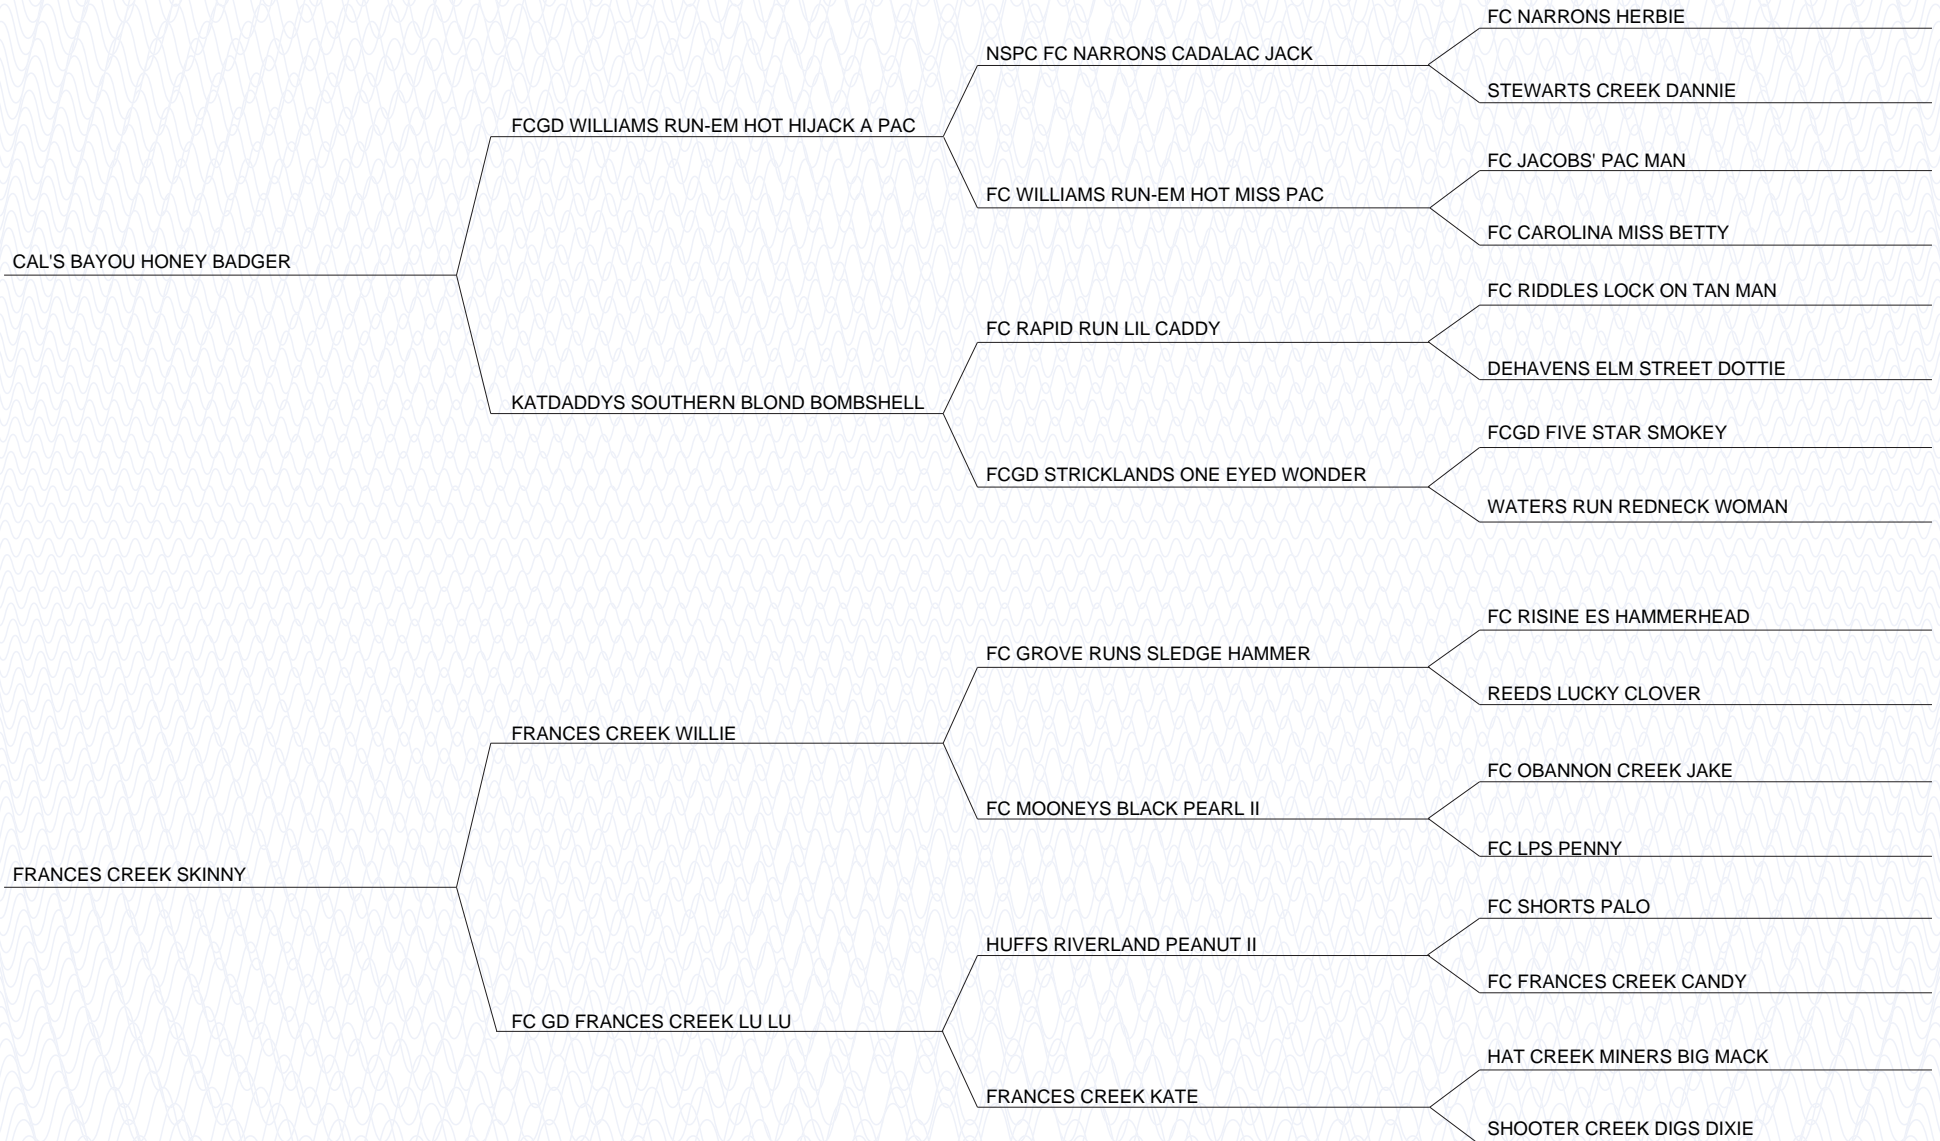 FC NARRONS HERBIE
NSPC FC NARRONS CADALAC JACK
STEWARTS CREEK DANNIE
FCGD WILLIAMS RUN-EM HOT HIJACK A PAC
FC JACOBS' PAC MAN
FC WILLIAMS RUN-EM HOT MISS PAC
FC CAROLINA MISS BETTY
CAL'S BAYOU HONEY BADGER
FC RIDDLES LOCK ON TAN MAN
FC RAPID RUN LIL CADDY
DEHAVENS ELM STREET DOTTIE
KATDADDYS SOUTHERN BLOND BOMBSHELL
FCGD FIVE STAR SMOKEY
FCGD STRICKLANDS ONE EYED WONDER
WATERS RUN REDNECK WOMAN
FC RISINE ES HAMMERHEAD
FC GROVE RUNS SLEDGE HAMMER
REEDS LUCKY CLOVER
FRANCES CREEK WILLIE
FC OBANNON CREEK JAKE
FC MOONEYS BLACK PEARL II
FC LPS PENNY
FRANCES CREEK SKINNY
FC SHORTS PALO
HUFFS RIVERLAND PEANUT II
FC FRANCES CREEK CANDY
FC GD FRANCES CREEK LU LU
HAT CREEK MINERS BIG MACK
FRANCES CREEK KATE
SHOOTER CREEK DIGS DIXIE